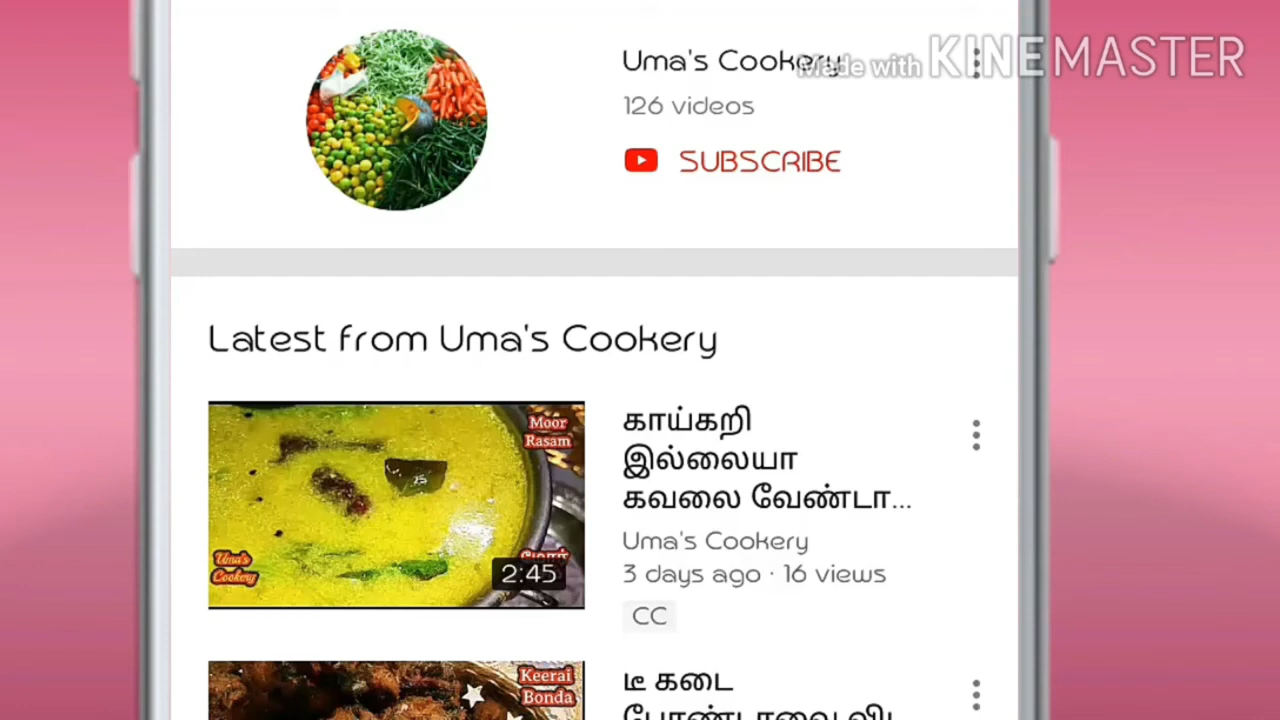 Made with KINEMASTER
Uma's Cookery
126 videos
SUBSCRIBE
Latest from Uma's Cookery
Moor
Rasam
Uma's
Cookery
மோர்
2:45
காய்கறி
இல்லையா
கவலை வேண்டா...
Uma's Cookery
3 days ago · 16 views
CC
Keerai
Bonda
டீ கடை